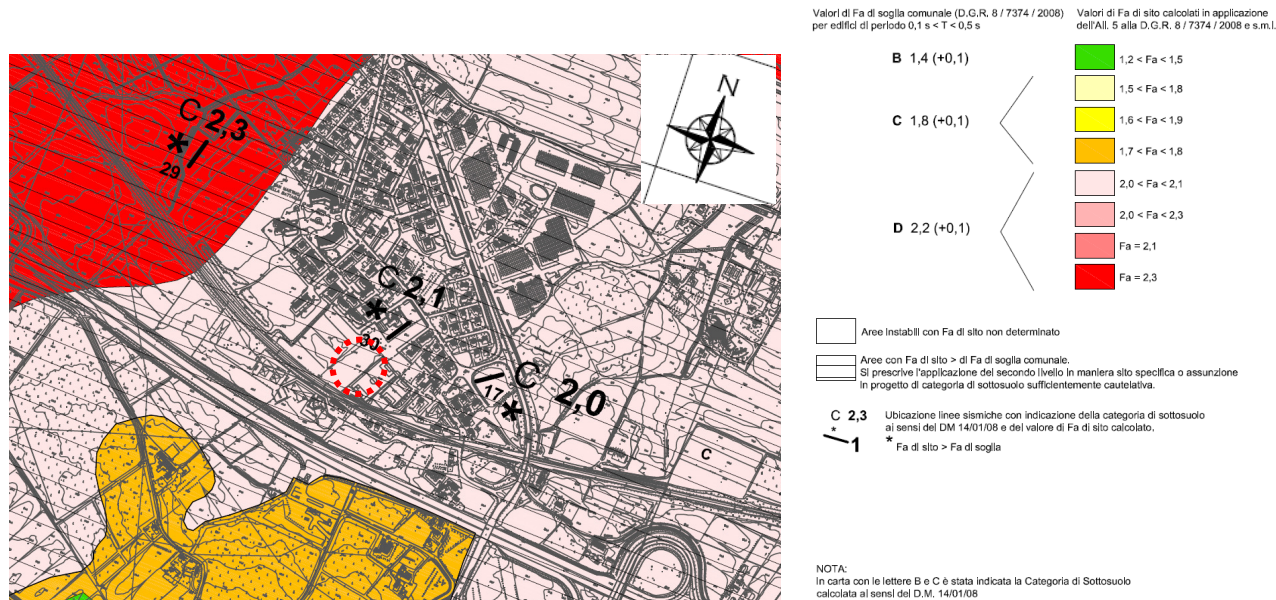 C 2,3
*
29
C 2,1
*
30
C 2,0
17
*
C
N
Valori di Fa di soglia comunale (D.G.R. 8 / 7374 / 2008)
per edifici di periodo 0,1 s < T < 0,5 s
B 1,4 (+0,1)
C 1,8 (+0,1)
D 2,2 (+0,1)
Valori di Fa di sito calcolati in applicazione
dell'All. 5 alla D.G.R. 8 / 7374 / 2008 e s.m.i.
1,2 < Fa < 1,5
1,5 < Fa < 1,8
1,6 < Fa < 1,9
1,7 < Fa < 1,8
2,0 < Fa < 2,1
2,0 < Fa < 2,3
Fa = 2,1
Fa = 2,3
Aree instabili con Fa di sito non determinato
Aree con Fa di sito > di Fa di soglia comunale.
Si prescrive l'applicazione del secondo livello in maniera sito specifica o assunzione
in progetto di categoria di sottosuolo sufficientemente cautelativa.
C 2,3
*
1
Ubicazione linee sismiche con indicazione della categoria di sottosuolo
ai sensi del DM 14/01/08 e del valore di Fa di sito calcolato.
* Fa di sito > Fa di soglia
NOTA:
In carta con le lettere B e C è stata indicata la Categoria di Sottosuolo
calcolata ai sensi del D.M. 14/01/08